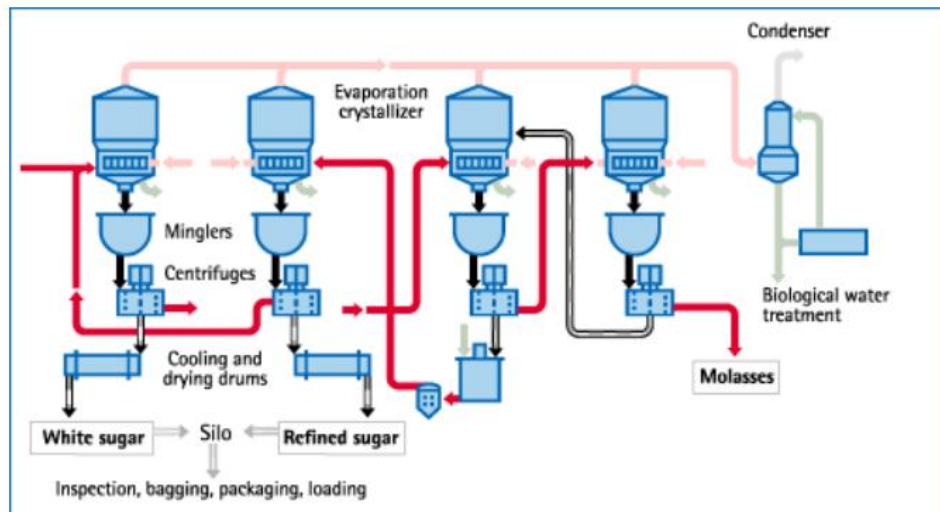 Condenser
Evaporation
crystallizer
Minglers
Centrifuges
Biological water
treatment
Cooling and
drying drums
Molasses
White sugar
Silo
Refined sugar
Inspection, bagging, packaging, loading